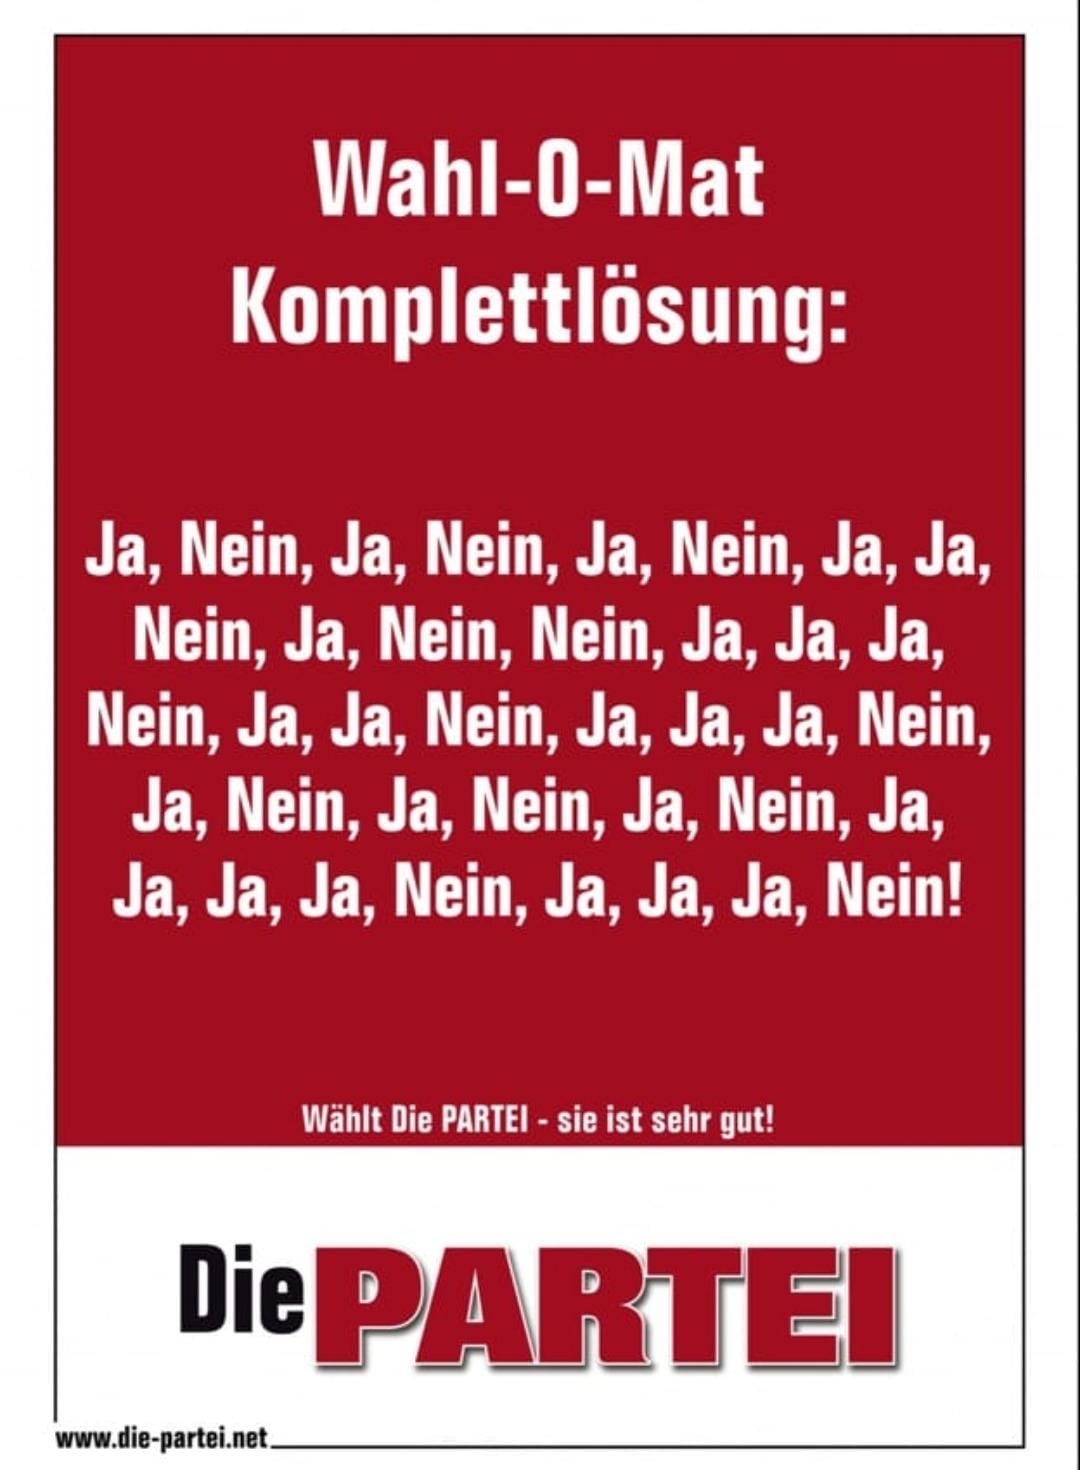 Wahl-O-Mat
Komplettlösung:
Ja, Nein, Ja, Nein, Ja, Nein, Ja, Ja,
Nein, Ja, Nein, Nein, Ja, Ja, Ja,
Nein, Ja, Ja, Nein, Ja, Ja, Ja, Nein,
Ja, Nein, Ja, Nein, Ja, Nein, Ja,
Ja, Ja, Ja, Nein, Ja, Ja, Ja, Nein!
Wählt Die PARTEI - sie ist sehr gut!
Die PARTEI
www.die-partei.net